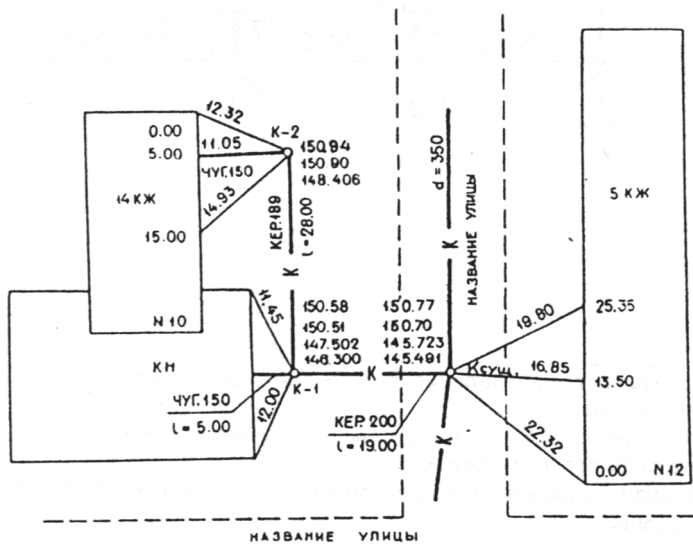 12.32
0.00
К-2
5.00
11.05
150.94
150.90
148.406
ЧУГ.150
14 КЖ
14.93
КЕР.189
l=28.00
d=350
НАЗВАНИЕ УЛИЦЫ
5 КЖ
15.00
К
К
N 10
11.45
150.58
150.51
147.502
148.300
150.77
150.70
145.723
145.491
19.80
25.35
КН
К
Ксущ.
16.85
13.50
К-1
ЧУГ.150
l=5.00
12.00
КЕР. 200
l=19.00
К
22.32
0.00
N 12
НАЗВАНИЕ УЛИЦЫ